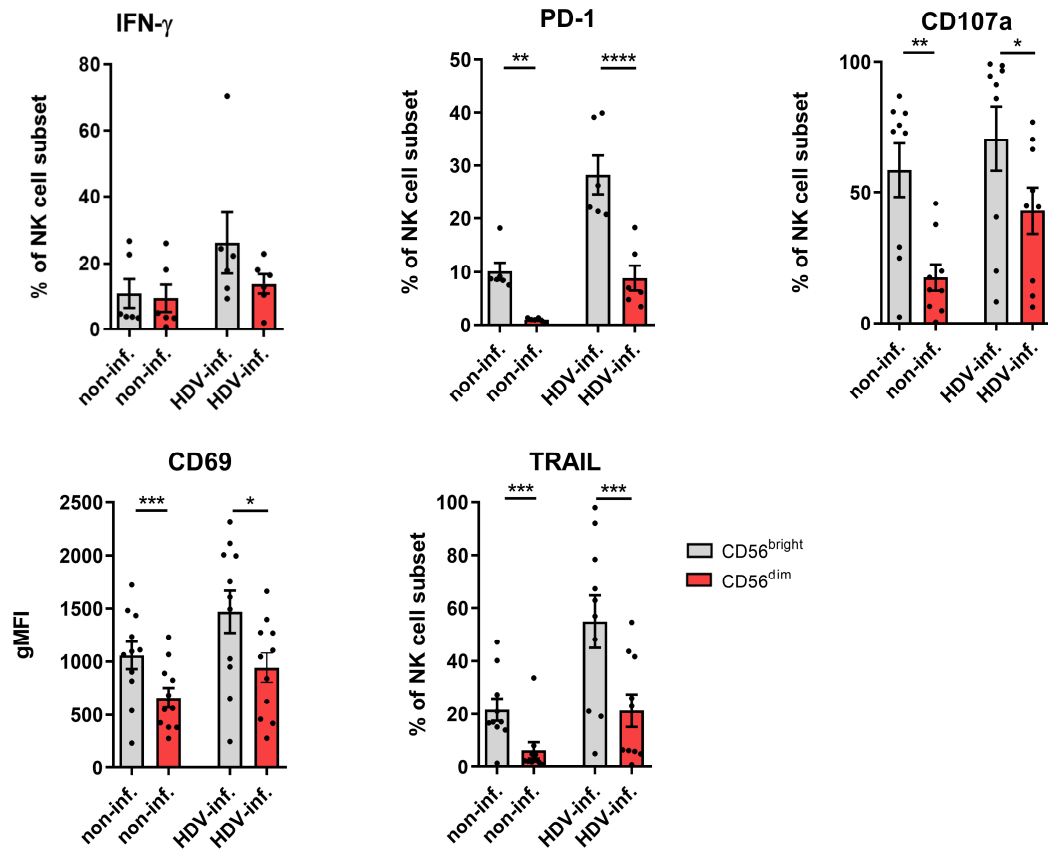 IFN-γ
% of NK cell subset
80
60
40
20
0
non-inf.
non-inf.
HDV-inf.
HDV-inf.
PD-1
% of NK cell subset
**
****
50
40
30
20
10
0
non-inf.
non-inf.
HDV-inf.
HDV-inf.
CD107a
% of NK cell subset
**
*
100
50
0
non-inf.
non-inf.
HDV-inf.
HDV-inf.
CD69
gMFI
***
*
2500
2000
1500
1000
500
0
non-inf.
non-inf.
HDV-inf.
HDV-inf.
TRAIL
% of NK cell subset
***
***
100
80
60
40
20
0
non-inf.
non-inf.
HDV-inf.
HDV-inf.
CD56bright
CD56dim